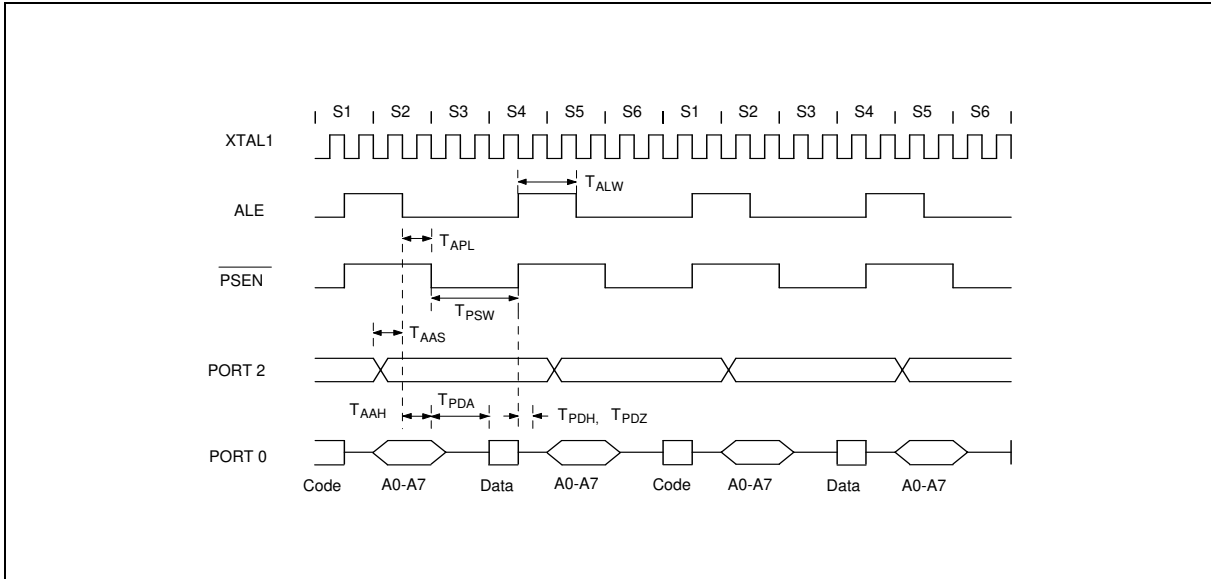 S1 S2 S3 S4 S5 S6 S1 S2 S3 S4 S5 S6
XTAL1
TALW
ALE
TAPL
PSEN
TPSW
TAAS
PORT 2
TAAH TPDA TPDH, TPDZ
PORT 0
Code A0-A7 Data A0-A7 Code A0-A7 Data A0-A7